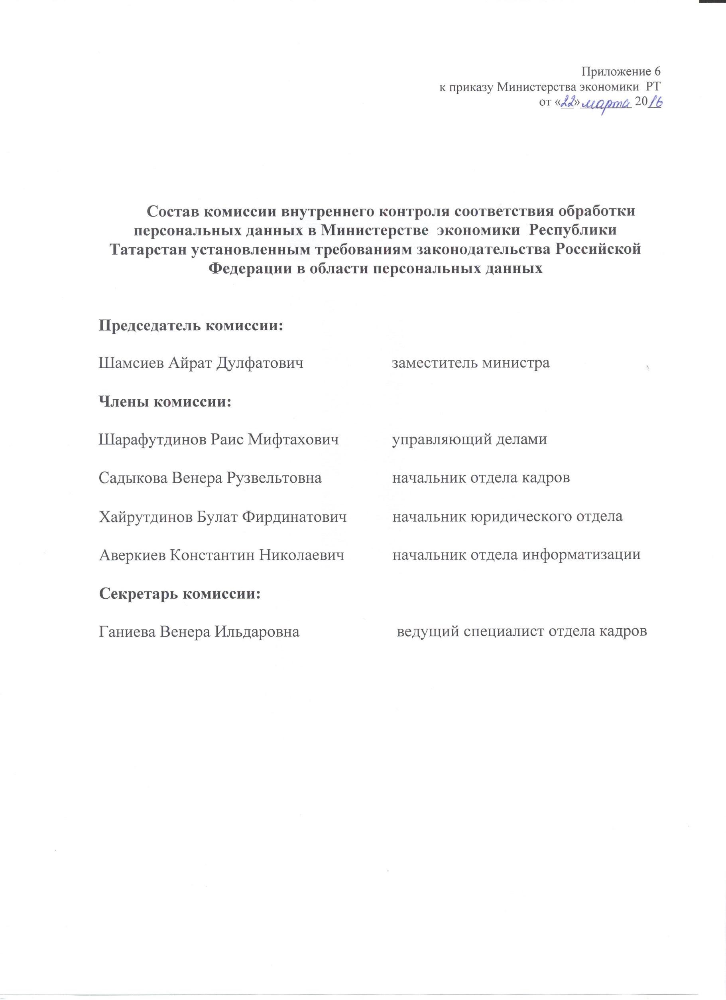 Приложение 6
к приказу Министерства экономики РТ
от «22» марта 2016
Состав комиссии внутреннего контроля соответствия обработки
персональных данных в Министерстве экономики Республики
Татарстан установленным требованиям законодательства Российской
Федерации в области персональных данных
Председатель комиссии:
Шамсиев Айрат Дулфатович заместитель министра
Члены комиссии:
Шарафутдинов Раис Мифтахович управляющий делами
Садыкова Венера Рузвельтовна начальник отдела кадров
Хайрутдинов Булат Фирдинатович начальник юридического отдела
Аверкиев Константин Николаевич начальник отдела информатизации
Секретарь комиссии:
Ганиева Венера Ильдаровна ведущий специалист отдела кадров